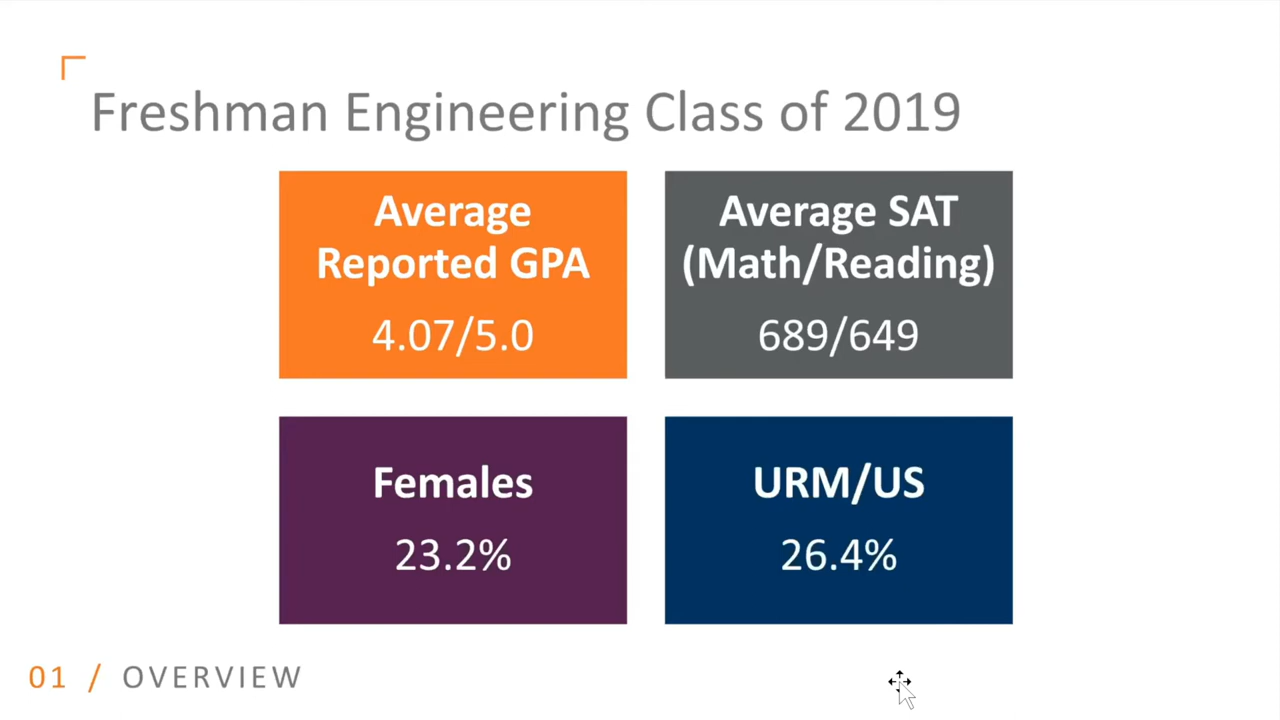 Freshman Engineering Class of 2019
Average
Reported GPA
4.07/5.0
Average SAT
(Math/Reading)
689/649
Females
23.2%
URM/US
26.4%
01 / OVERVIEW